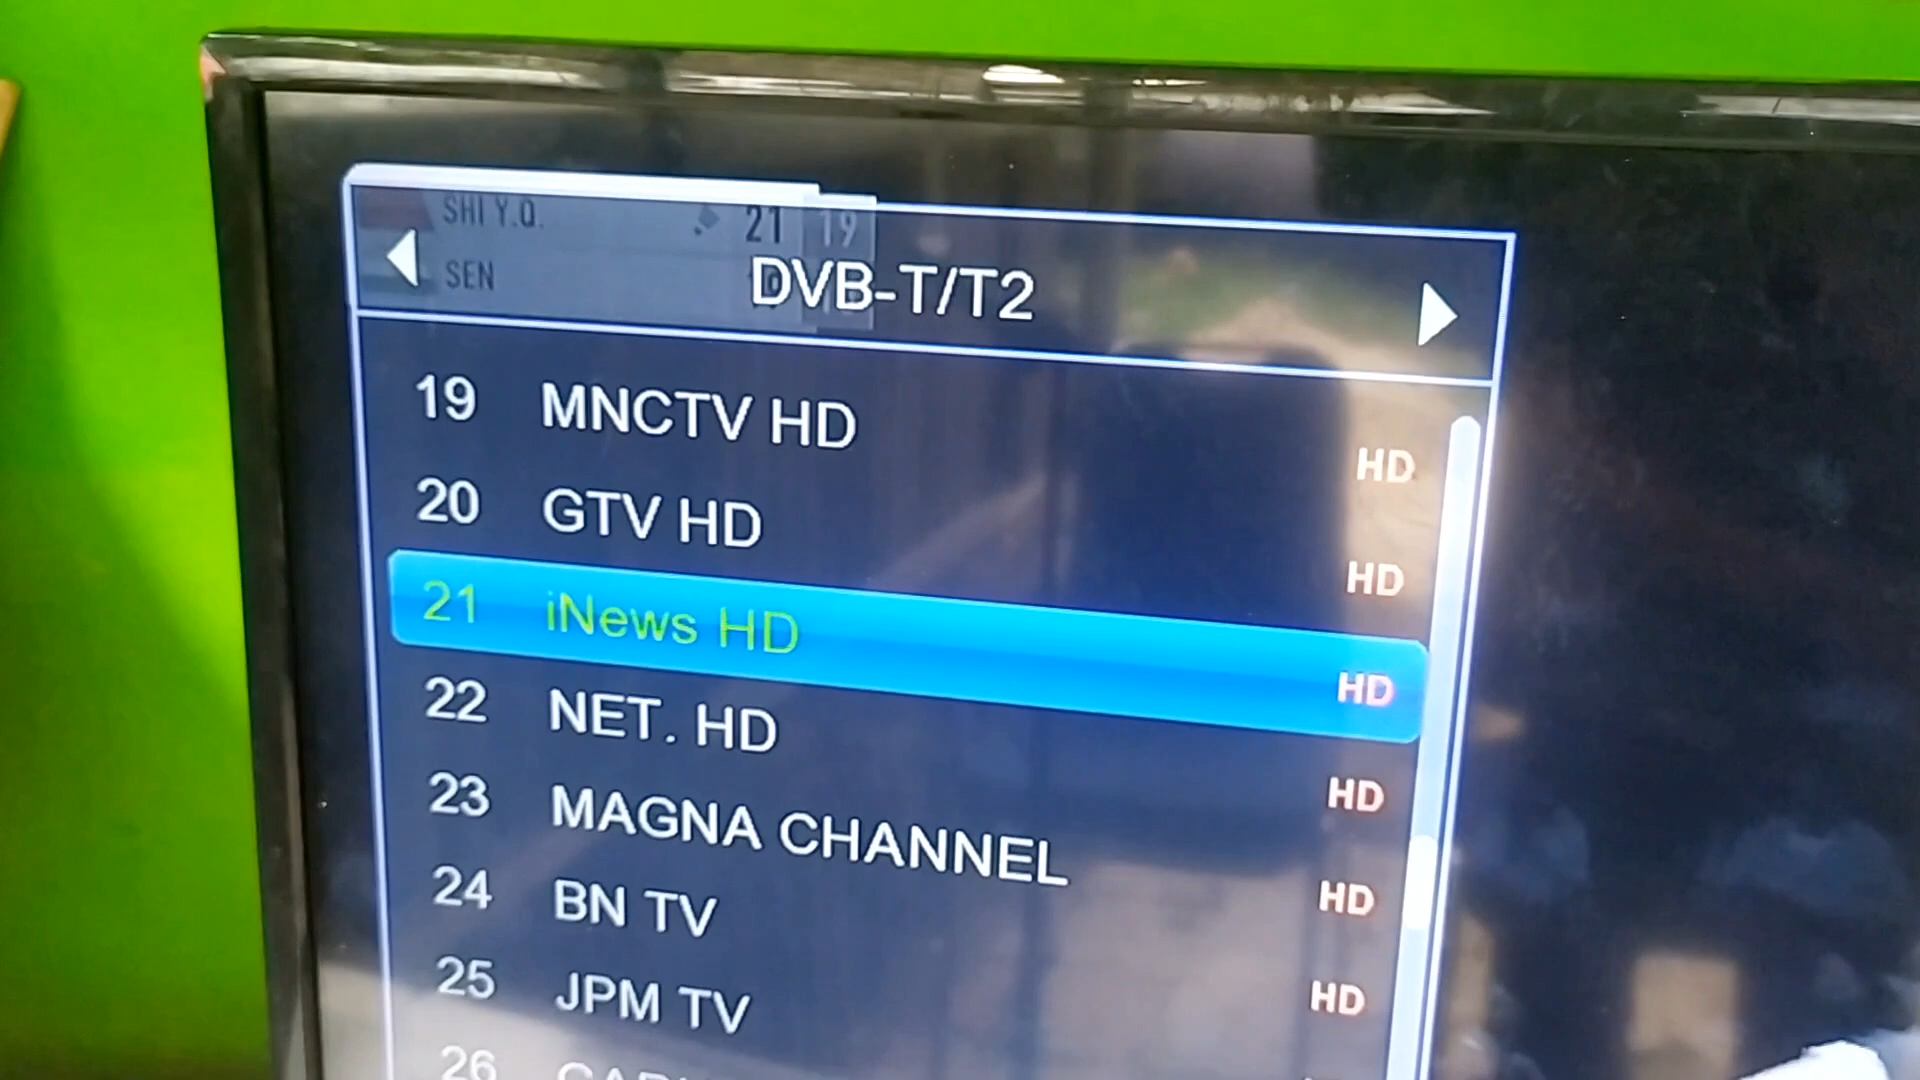 SHI Y.Q. 21 19
SEN
DVB-T/T2
19 MNCTV HD HD
20 GTV HD HD
21 iNews HD HD
22 NET. HD HD
23 MAGNA CHANNEL HD
24 BN TV HD
25 JPM TV
26